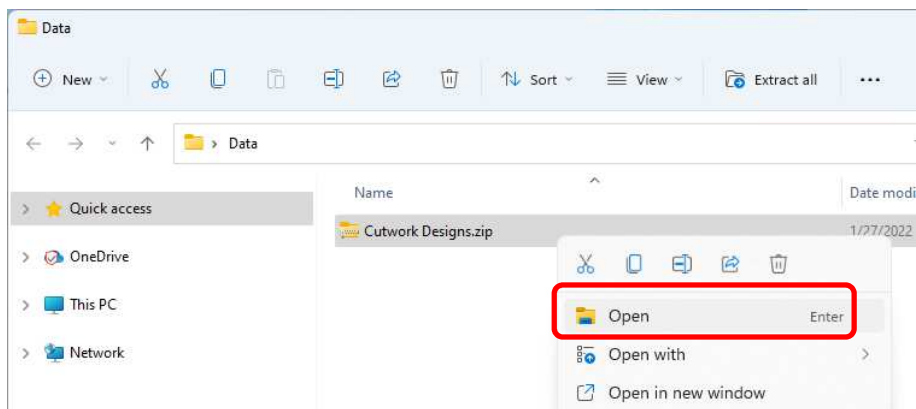 Data
New
Sort
View
Extract all
Data
Name
Date modi
Quick access
Cutwork Designs.zip
1/27/2022
OneDrive
This PC
Open Enter
Network
Open with
Open in new window